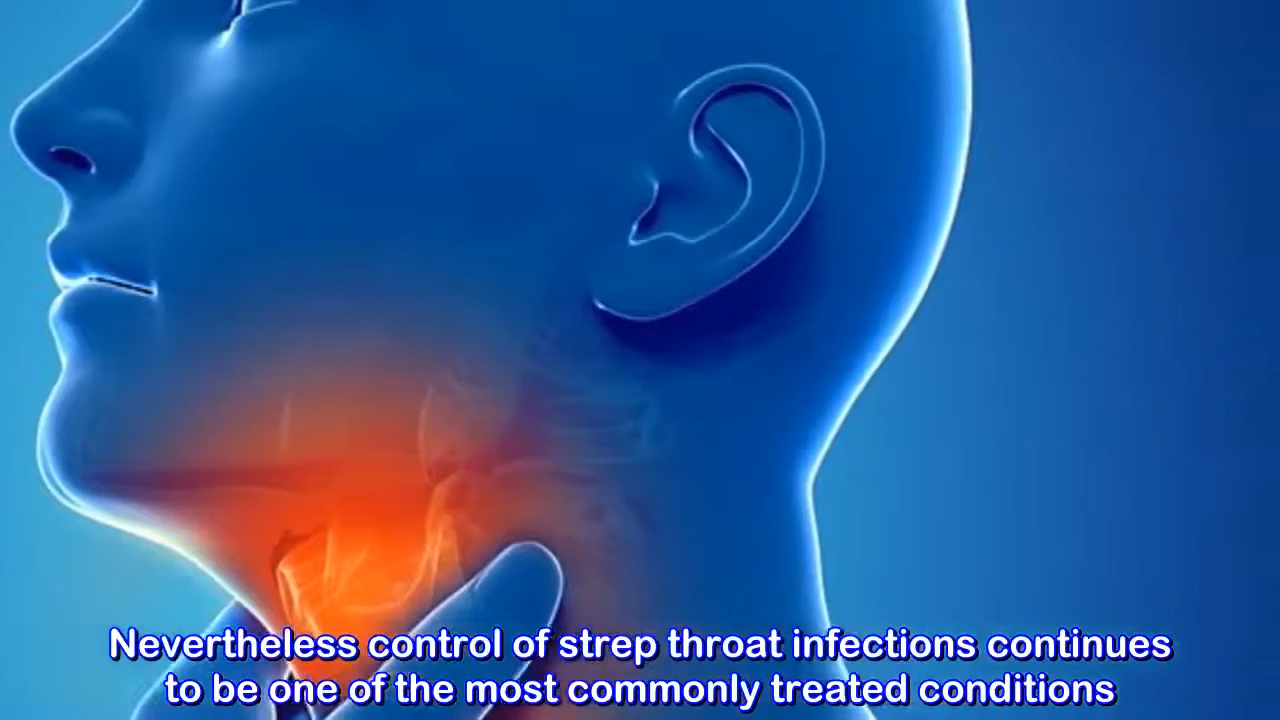 Nevertheless control of strep throat infections continues
to be one of the most commonly treated conditions